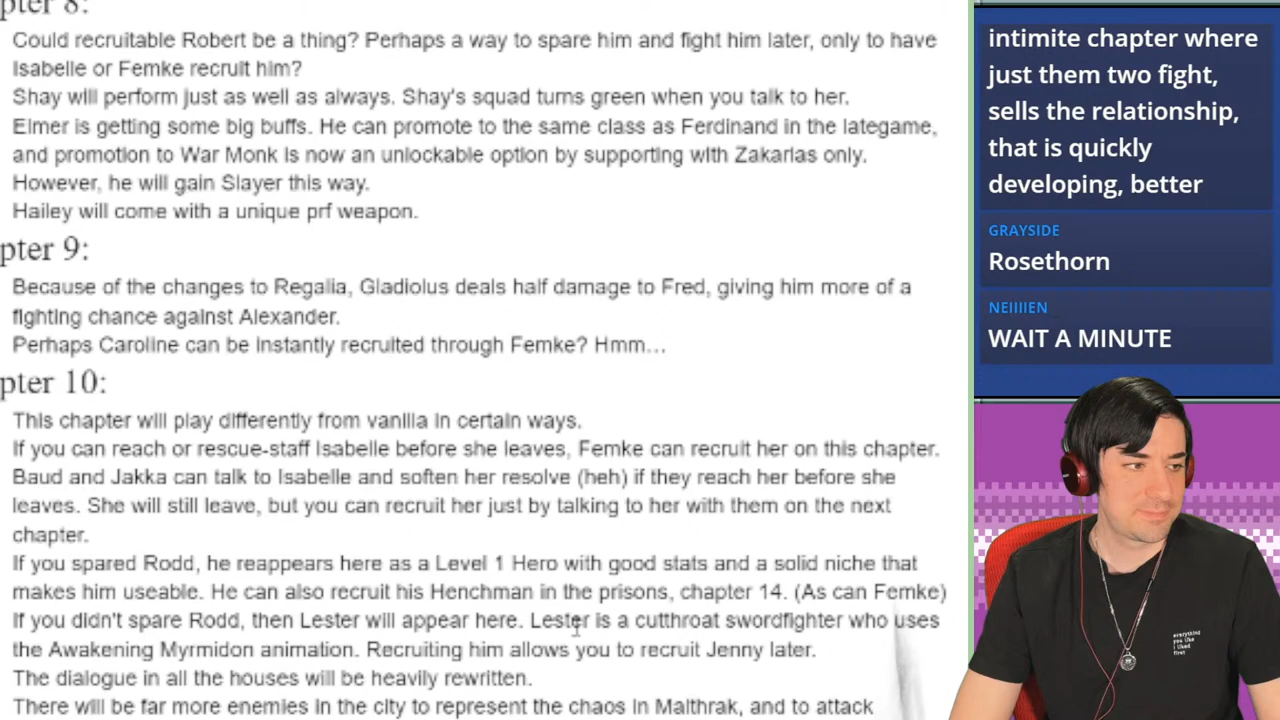 pter 8:
Could recruitable Robert be a thing? Perhaps a way to spare him and fight him later, only to have
Isabelle or Femke recruit him?
Shay will perform just as well as always. Shay's squad turns green when you talk to her.
Elmer is getting some big buffs. He can promote to the same class as Ferdinand in the lategame,
and promotion to War Monk is now an unlockable option by supporting with Zakarias only.
However, he will gain Slayer this way.
Hailey will come with a unique prf weapon.
pter 9:
Because of the changes to Regalia, Gladiolus deals half damage to Fred, giving him more of a
fighting chance against Alexander.
Perhaps Caroline can be instantly recruited through Femke? Hmm…
pter 10:
This chapter will play differently from vanilla in certain ways.
If you can reach or rescue-staff Isabelle before she leaves, Femke can recruit her on this chapter.
Baud and Jakka can talk to Isabelle and soften her resolve (heh) if they reach her before she
leaves. She will still leave, but you can recruit her just by talking to her with them on the next
chapter.
If you spared Rodd, he reappears here as a Level 1 Hero with good stats and a solid niche that
makes him useable. He can also recruit his Henchman in the prisons, chapter 14. (As can Femke)
If you didn't spare Rodd, then Lester will appear here. Lester is a cutthroat swordfighter who uses
the Awakening Myrmidon animation. Recruiting him allows you to recruit Jenny later.
The dialogue in all the houses will be heavily rewritten.
There will be far more enemies in the city to represent the chaos in Malthrak, and to attack
intimite chapter where
just them two fight,
sells the relationship,
that is quickly
developing, better
GRAYSIDE
Rosethorn
NEIIIIEN
WAIT A MINUTE
everything
you like
I liked
first